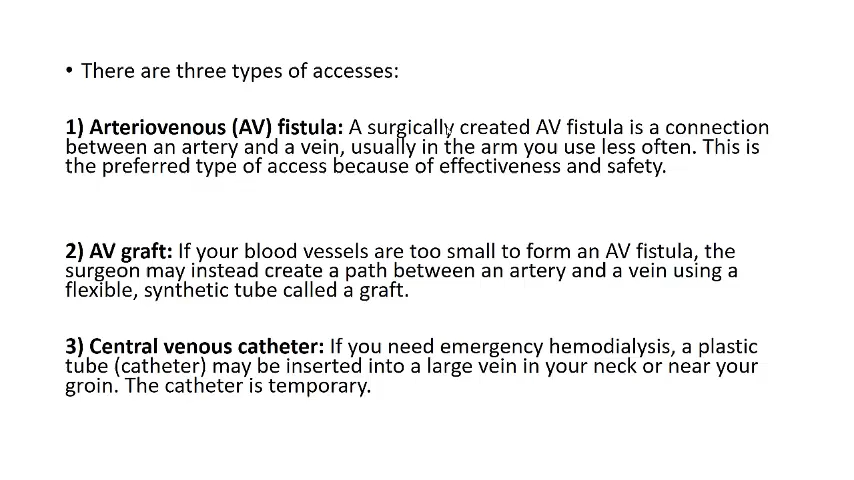 • There are three types of accesses:
1) Arteriovenous (AV) fistula: A surgically created AV fistula is a connection
between an artery and a vein, usually in the arm you use less often. This is
the preferred type of access because of effectiveness and safety.
2) AV graft: If your blood vessels are too small to form an AV fistula, the
surgeon may instead create a path between an artery and a vein using a
flexible, synthetic tube called a graft.
3) Central venous catheter: If you need emergency hemodialysis, a plastic
tube (catheter) may be inserted into a large vein in your neck or near your
groin. The catheter is temporary.